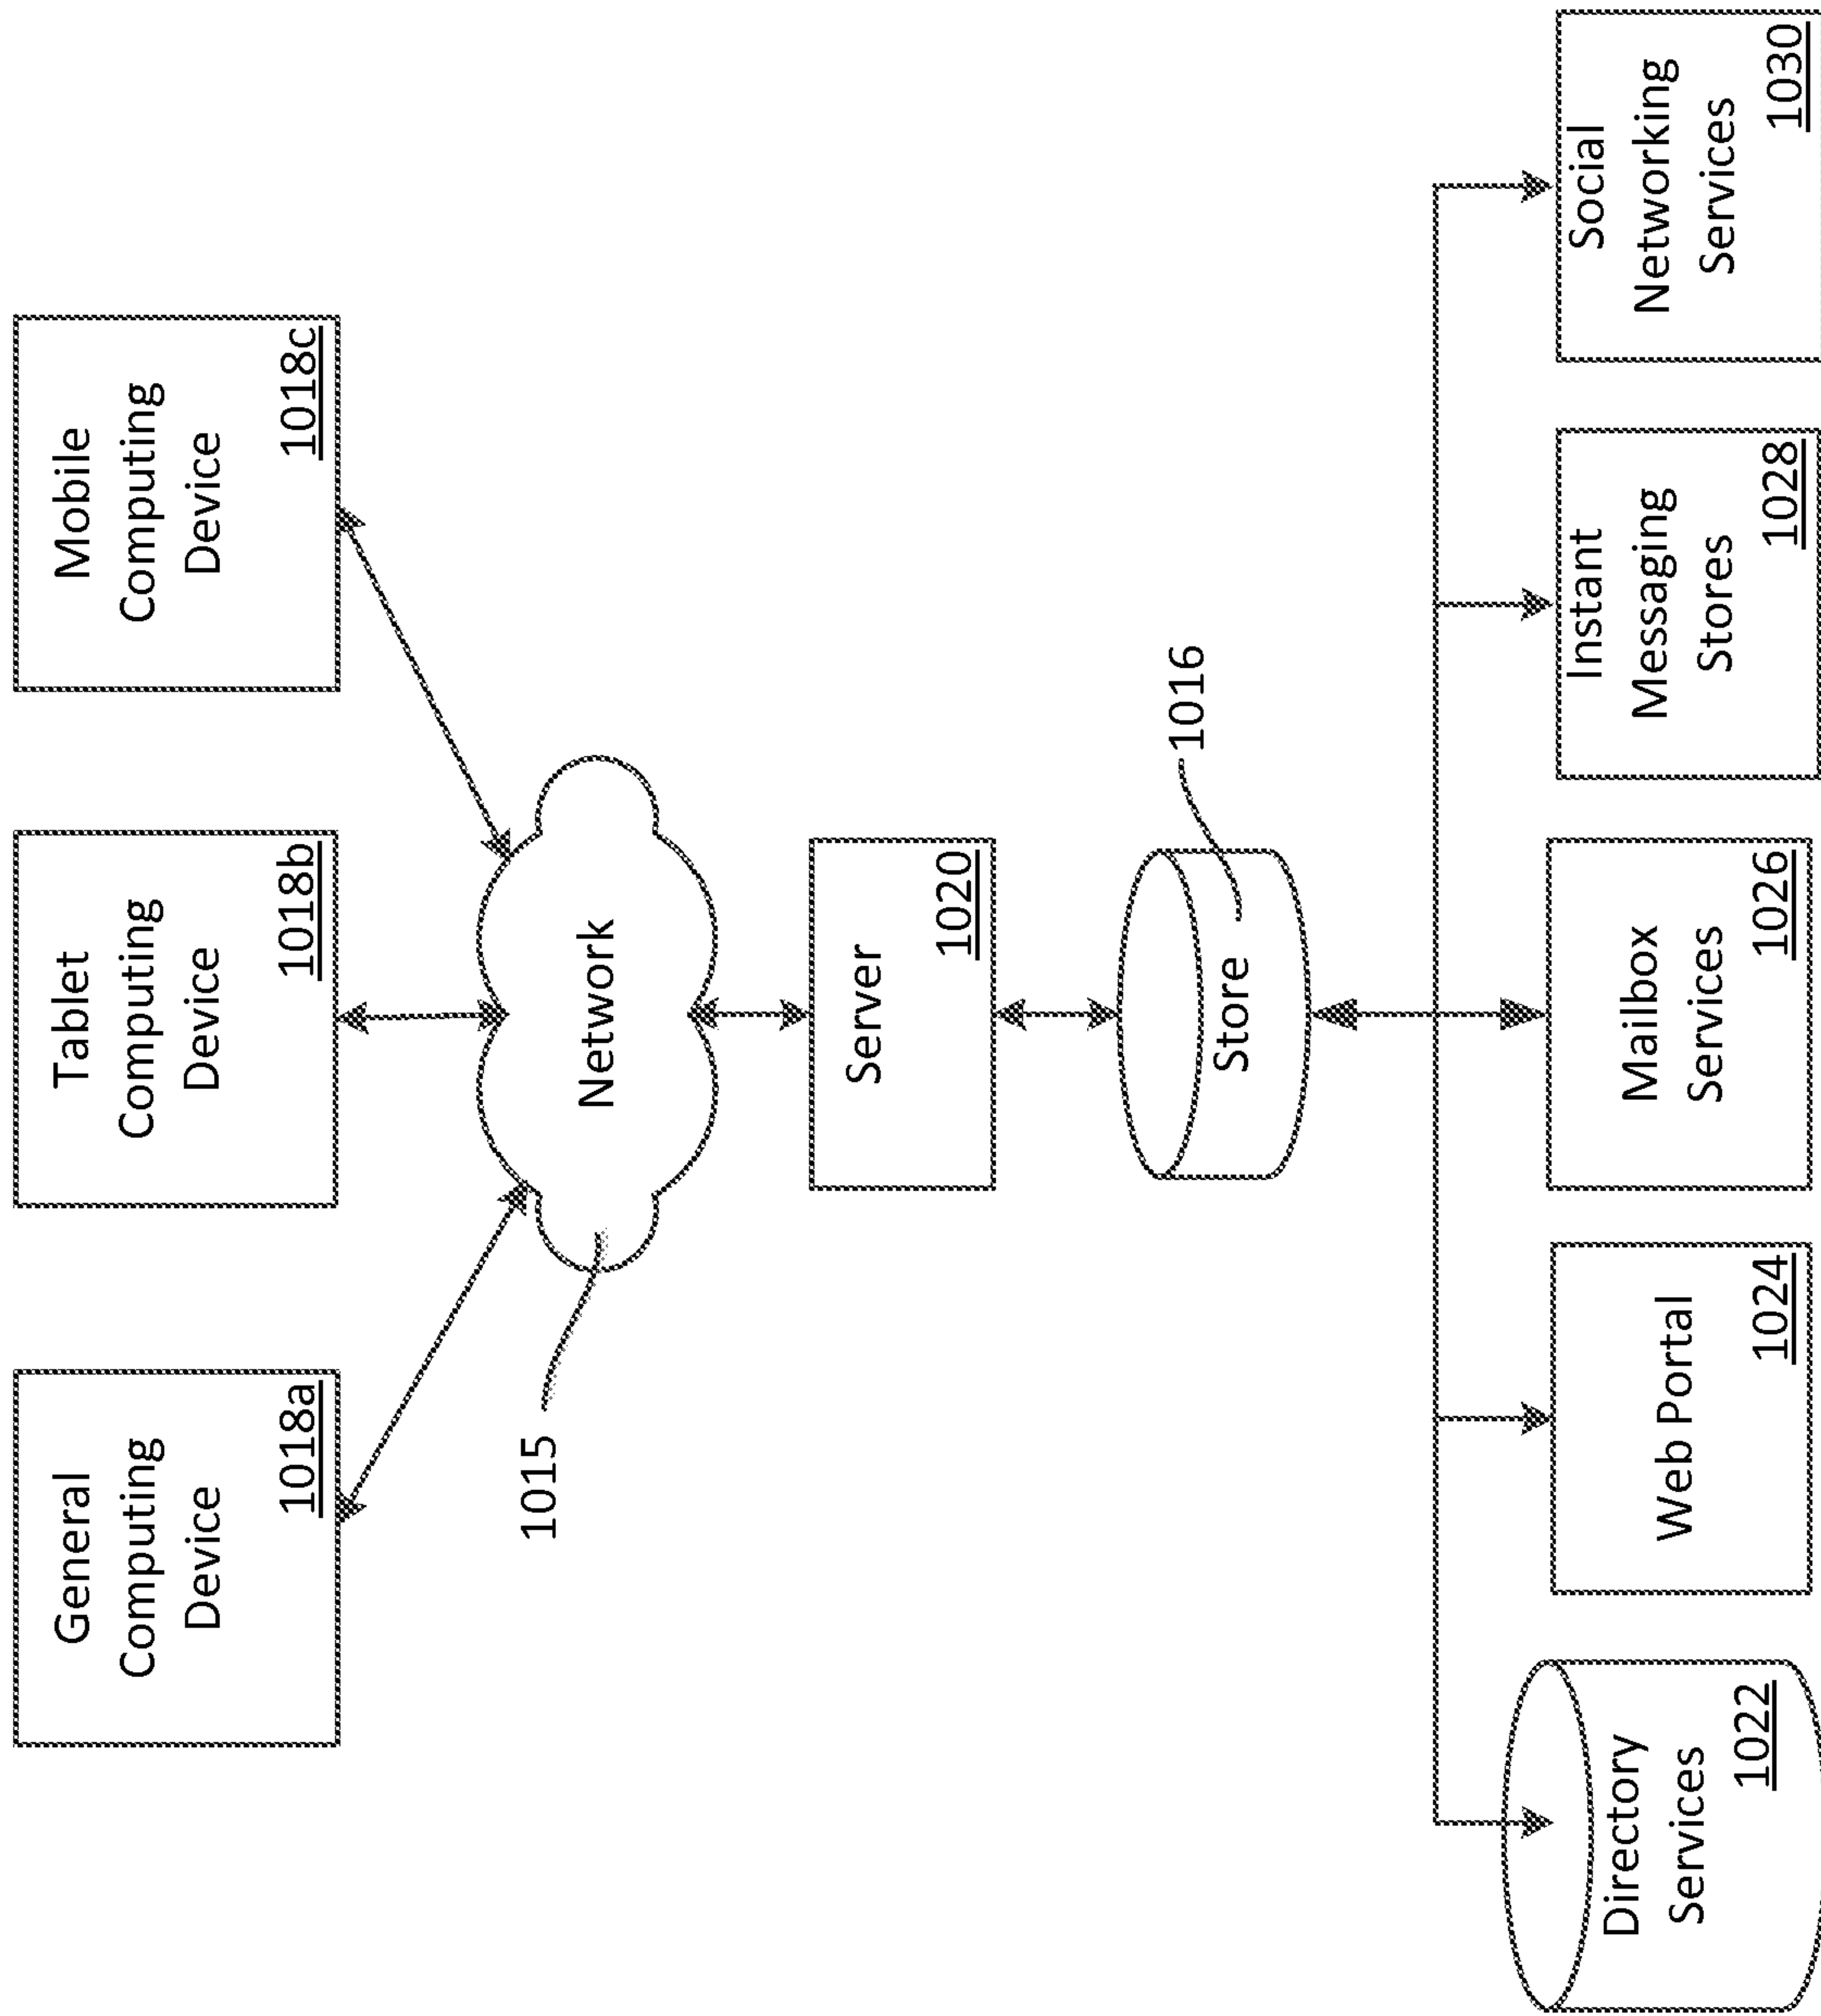 General
Computing
Device
1018a
Tablet
Computing
Device
1018b
Mobile
Computing
Device
1018c
1015
Network
Server
1020
Store
1016
Directory
Services
1022
Web Portal
1024
Mailbox
Services
1026
Instant
Messaging
Stores
1028
Social
Networking
Services
1030